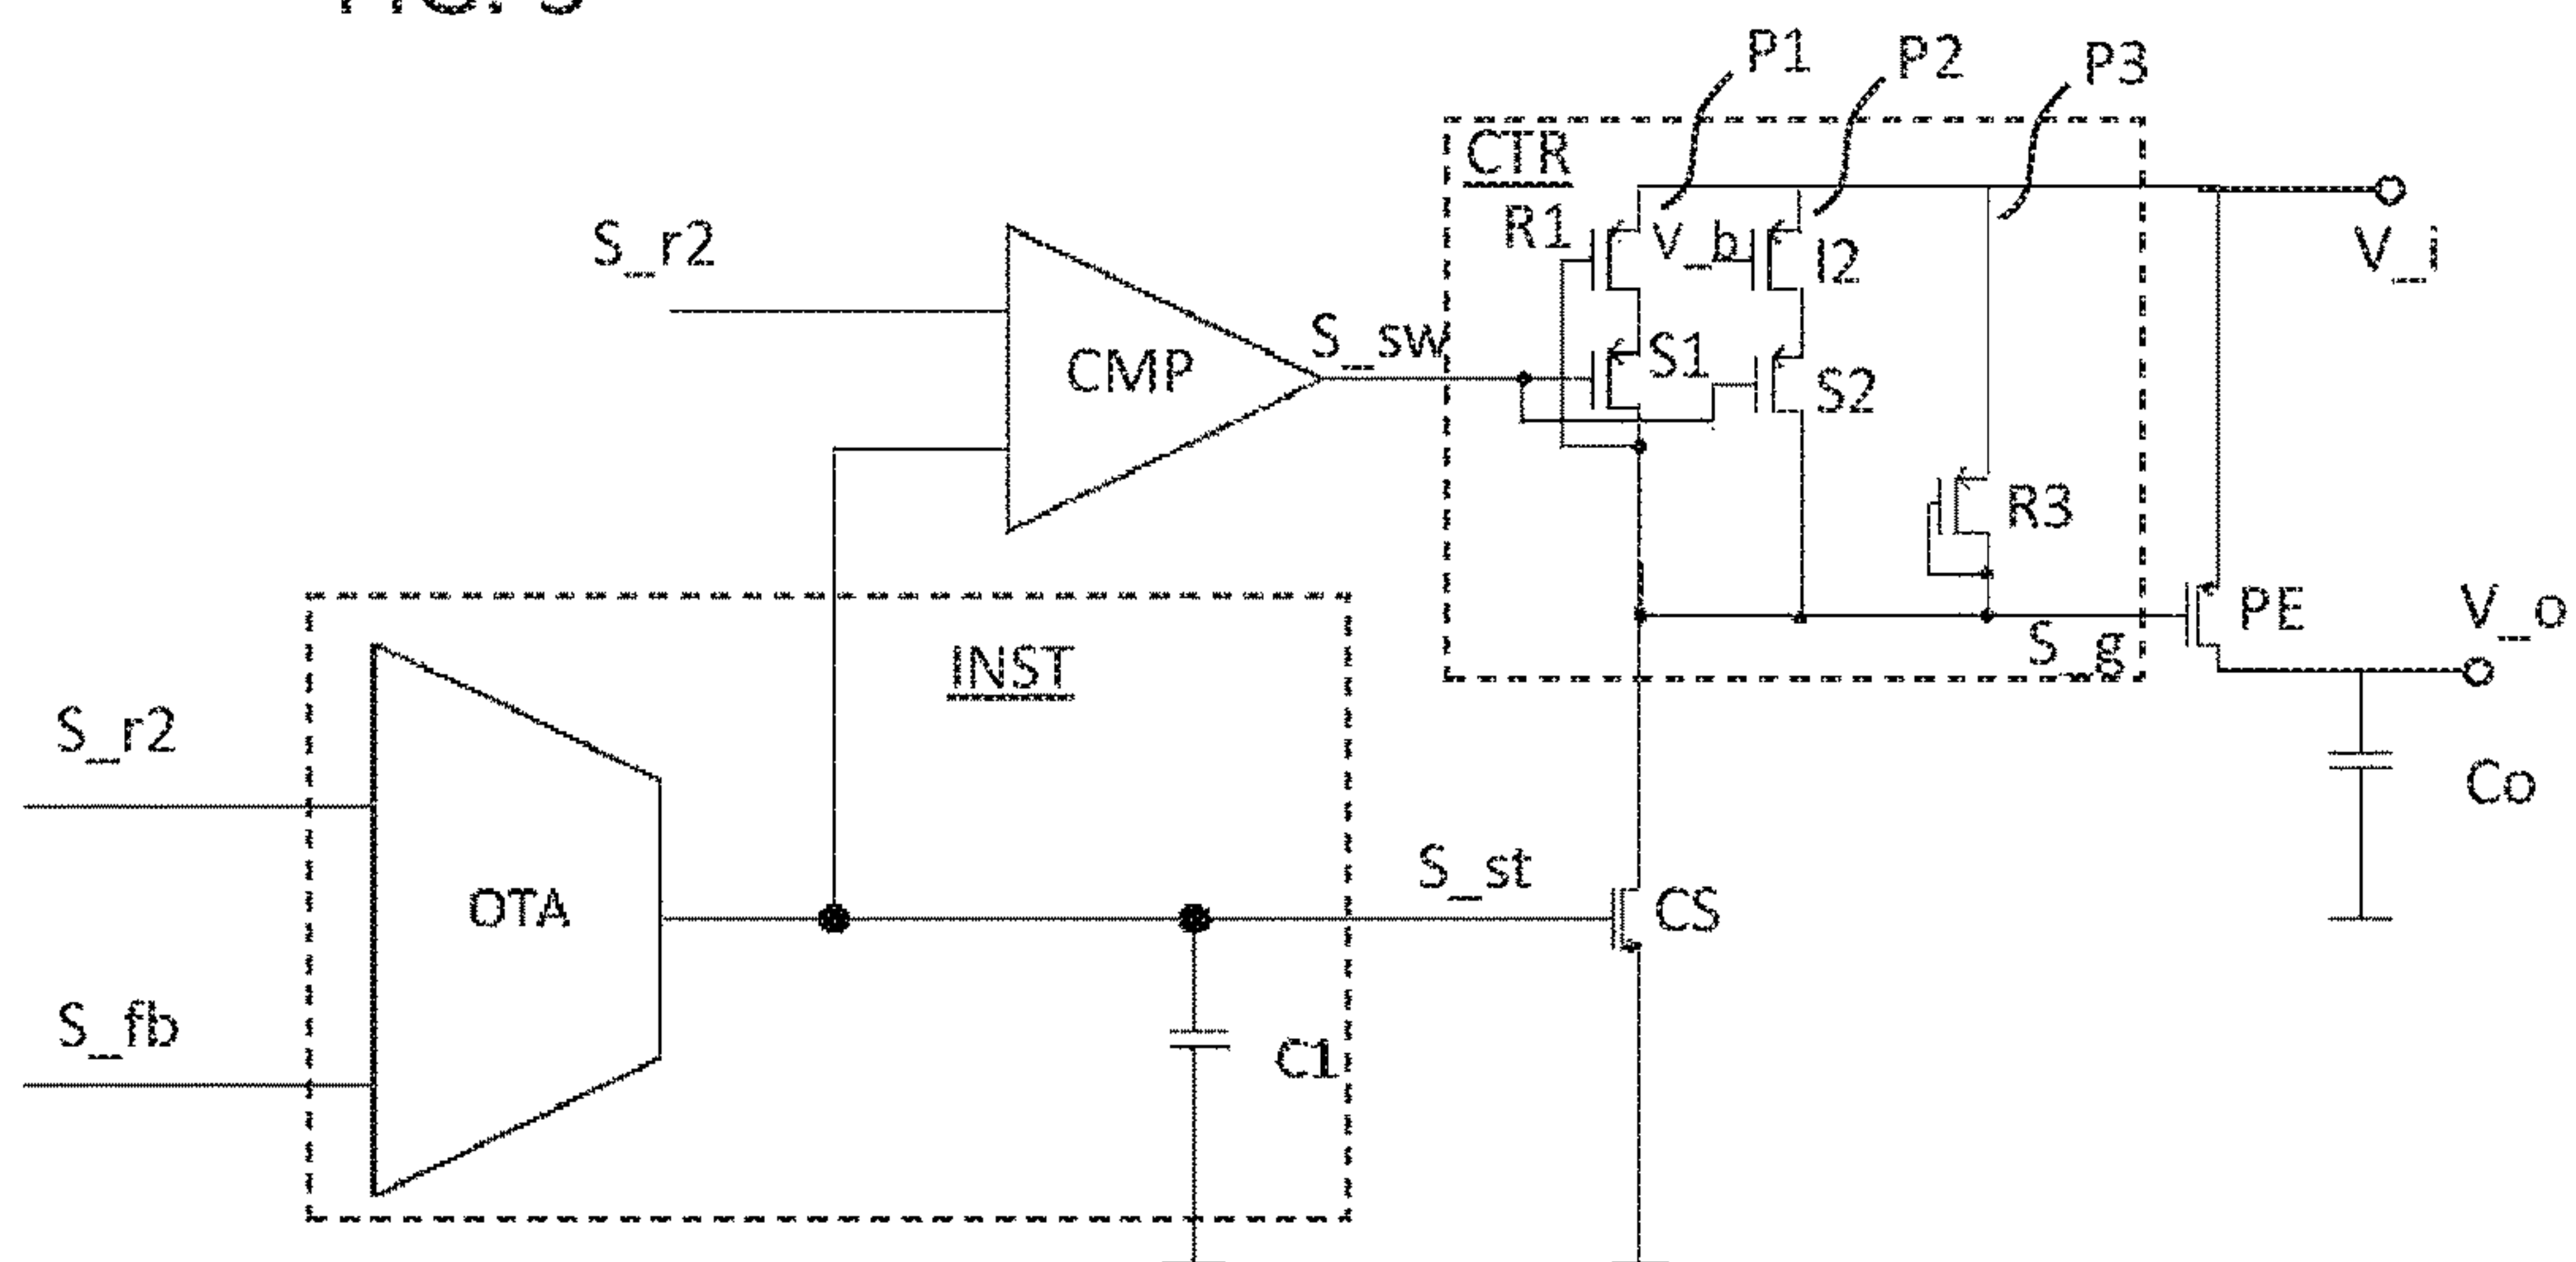 P1
P2
P3
CTR
R1
V_b
I2
V_i
S_r2
CMP
S_sw
S1
S2
R3
PE
V_o
S_g
INST
S_r2
Co
OTA
S_st
CS
S_fb
C1